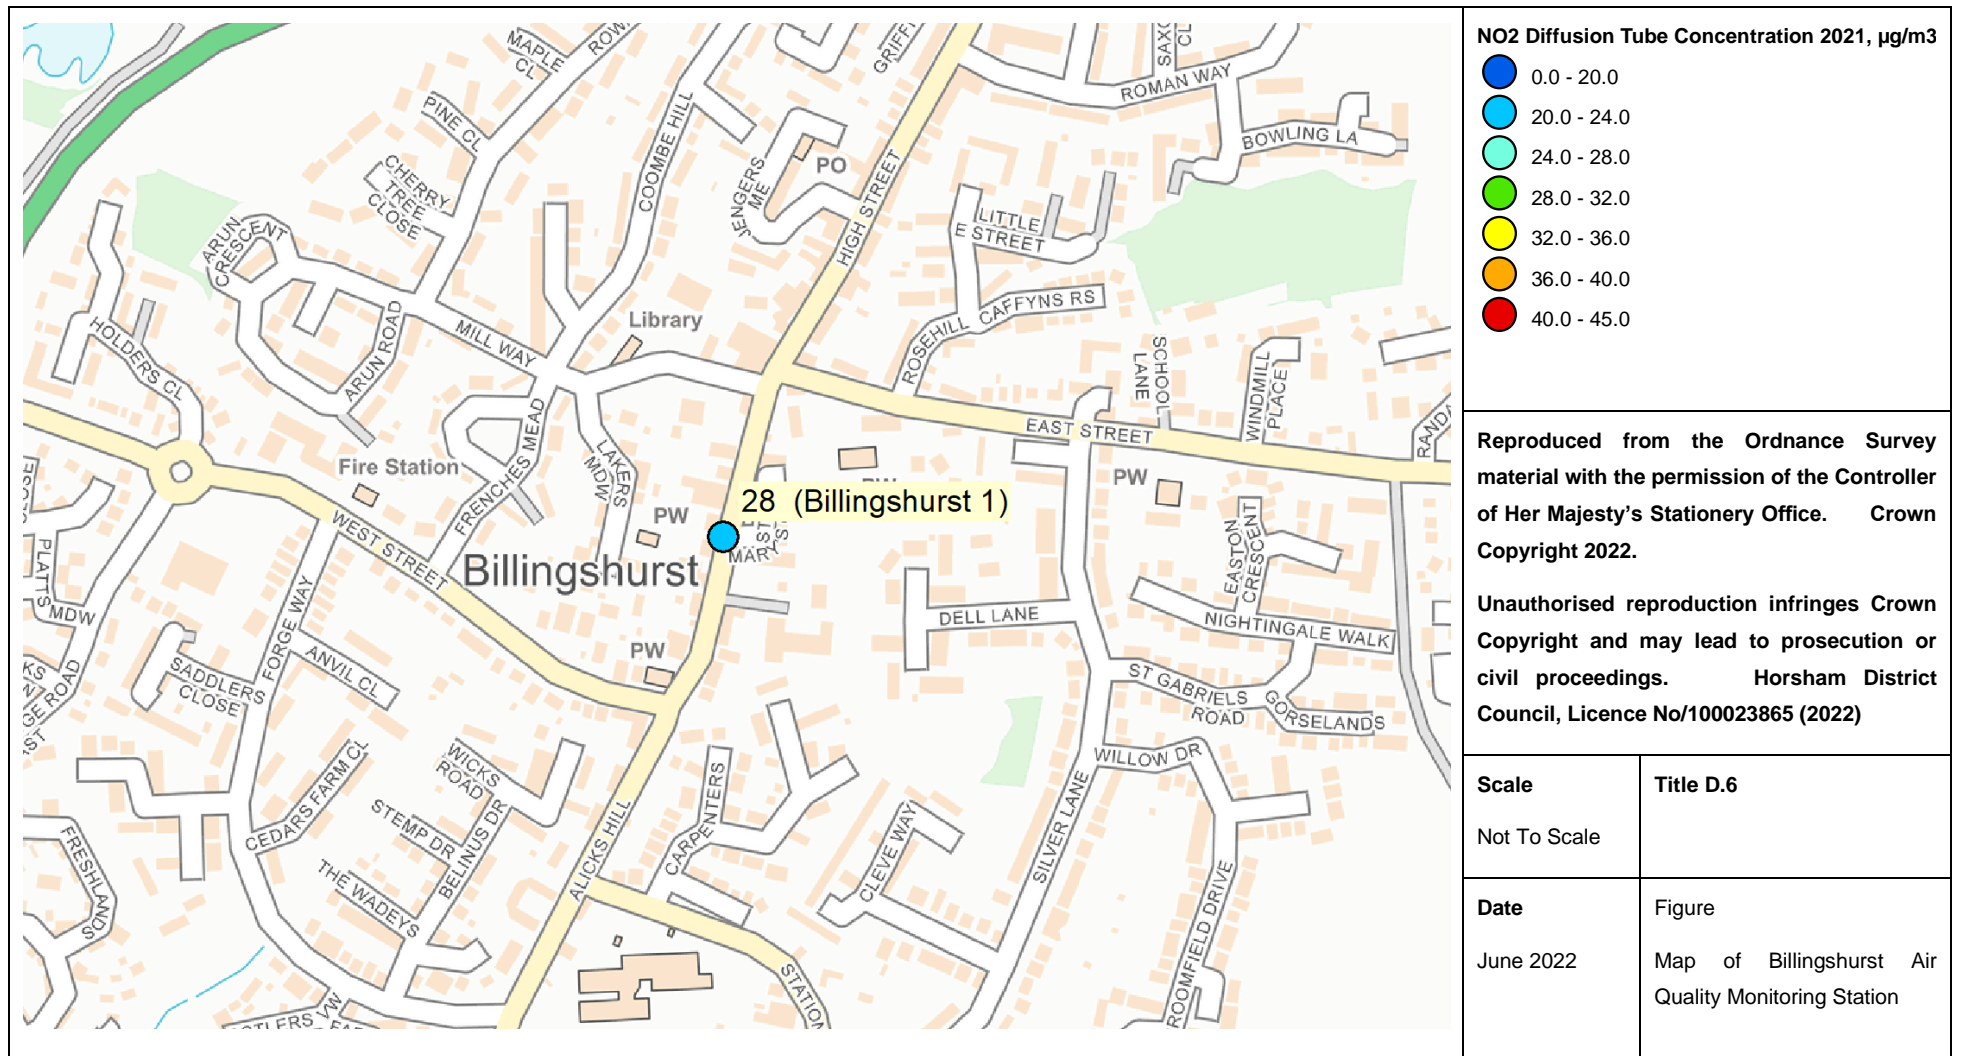 MAPLE
CL
PINE CL
CHERRY
TREE
CLOSE
COOMBE HILL
JENGERS
ME
PO
HIGH STREET
ROMAN WAY
BOWLING LA
LITTLE
E STREET
ROSEHILL
CAFFYNS RS
SCHOOL
LANE
WINDMILL
PLACE
EAST STREET
ARUN
CRESCENT
ARUN ROAD
HOLDERS CL
MILL WAY
Library
Fire Station
FRENCHES MEAD
LAKERS
MDW
WEST STREET
PW
28 (Billingshurst 1)
Billingshurst
PW
PW
EASTON
CRESCENT
NIGHTINGALE WALK
DELL LANE
ST GABRIELS
ROAD
GORSELANDS
WILLOW DR
SILVER LANE
PLATTS
MDW
FORGE WAY
ANVIL CL
SADDLERS
CLOSE
CEDARS FARM CL
WICKS
ROAD
STEMP DR
BELINUS DR
THE WADEYS
ALICKS HILL
CARPENTERS
CLEVE WAY
FRESHLANDS
STATION
ROOMFIELD DRIVE
NO2 Diffusion Tube Concentration 2021, µg/m3
0.0 - 20.0
20.0 - 24.0
24.0 - 28.0
28.0 - 32.0
32.0 - 36.0
36.0 - 40.0
40.0 - 45.0
Reproduced from the Ordnance Survey
material with the permission of the Controller
of Her Majesty's Stationery Office. Crown
Copyright 2022.
Unauthorised reproduction infringes Crown
Copyright and may lead to prosecution or
civil proceedings. Horsham District
Council, Licence No/100023865 (2022)
Scale
Not To Scale
Title D.6
Date
June 2022
Figure
Map of Billingshurst Air
Quality Monitoring Station